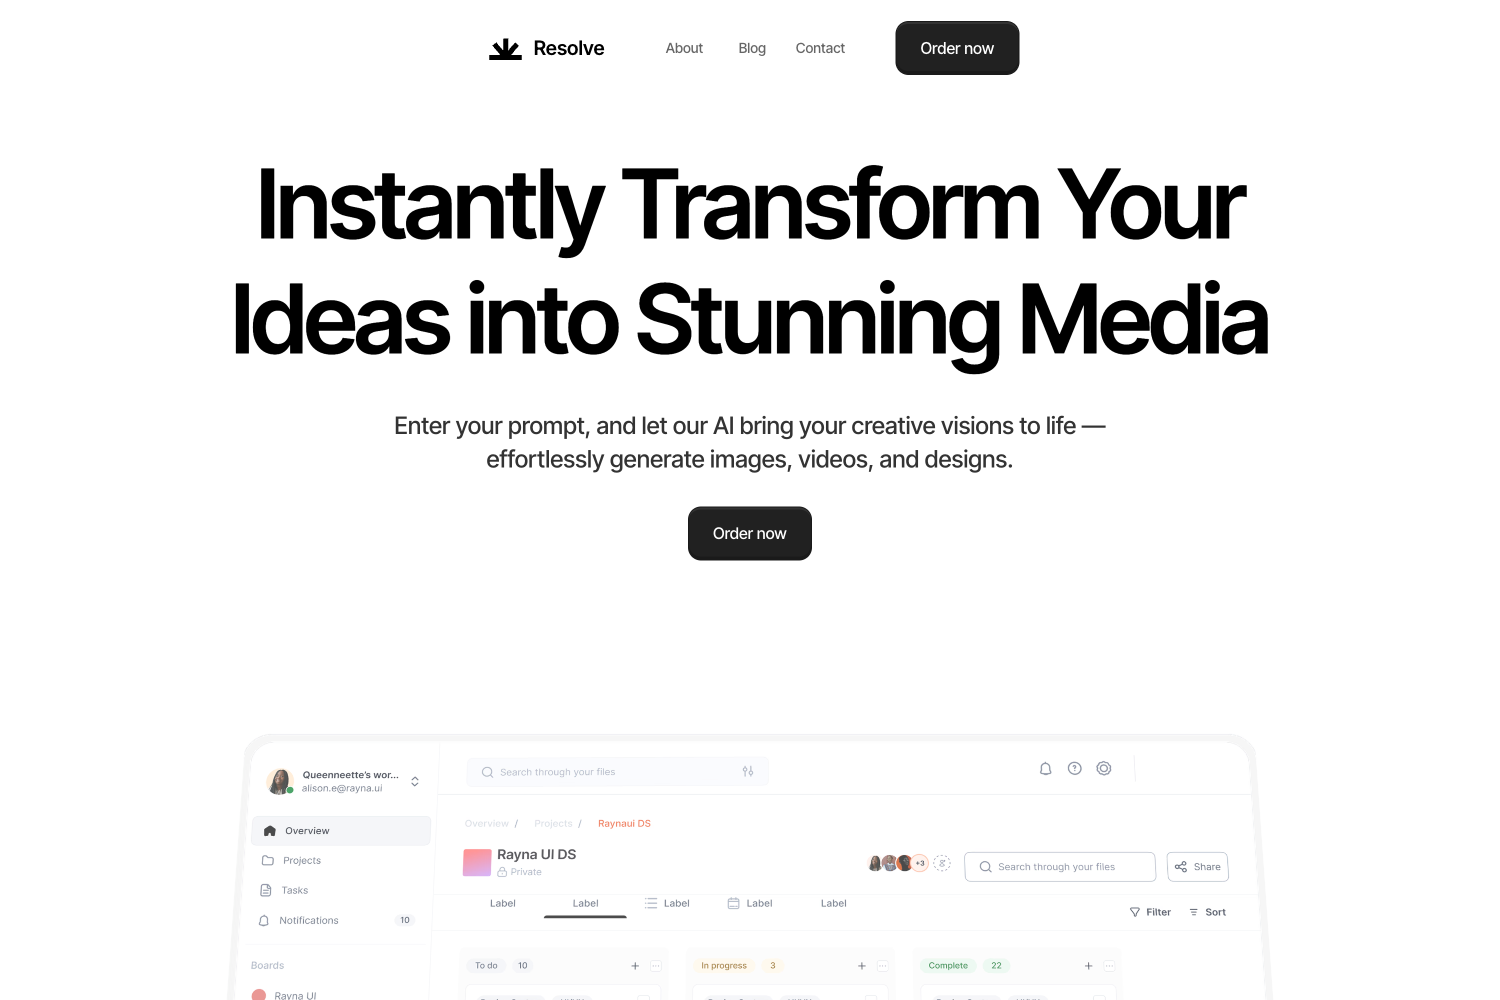 Resolve
About
Blog
Contact
Order now
Instantly Transform Your
Ideas into Stunning Media
Enter your prompt, and let our AI bring your creative visions to life —
effortlessly generate images, videos, and designs.
Order now
Queenneette's wor...
alison.e@rayna.ui
Search through your files
Overview
Projects
Tasks
Notifications 10
Boards
Rayna UI
Overview / Projects / Raynaui DS
Rayna UI DS
Private
+3
Search through your files
Share
Label
Label
Label
Label
Label
Filter
Sort
To do 10
In progress 3
Complete 22